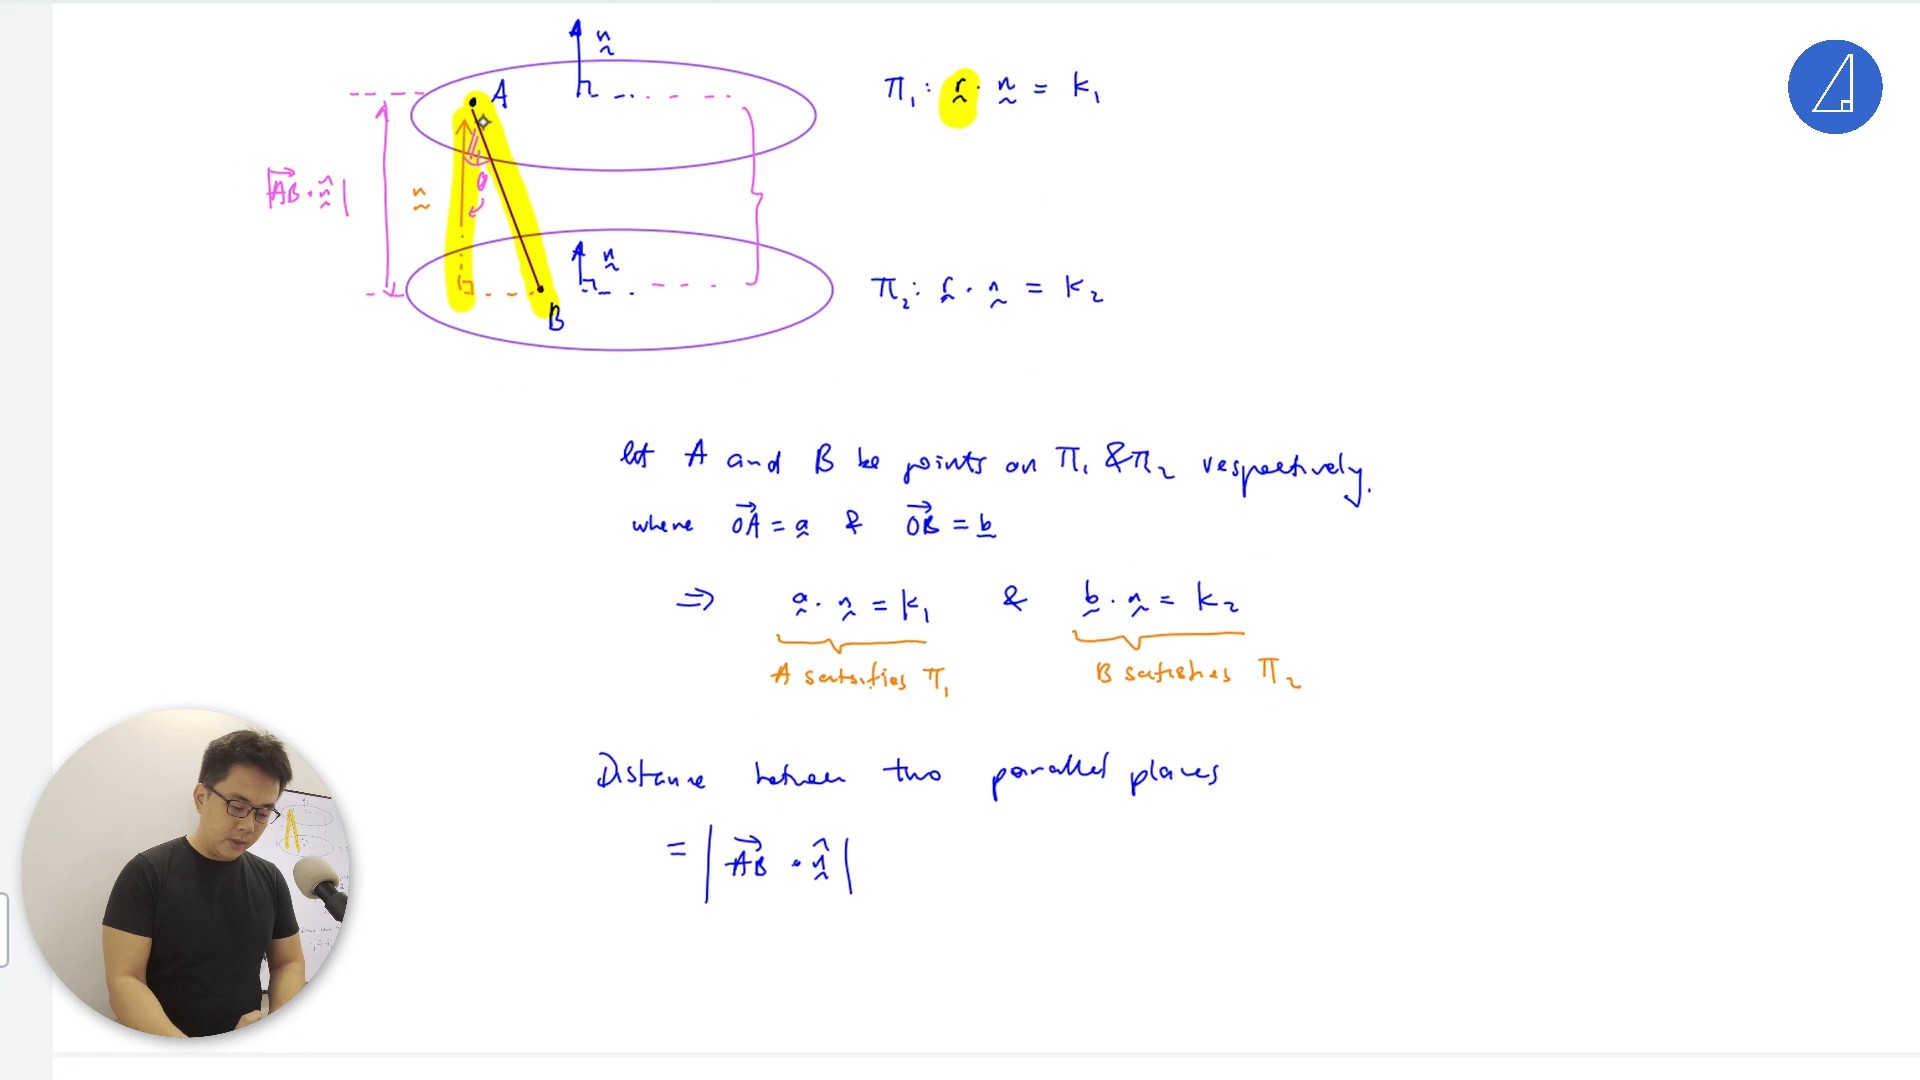 n
A
π₁: r · n = k₁
|AB · n̂|
n
θ
n
B
π₂: r · n = k₂
let A and B be points on π₁ & π₂ respectively.
where OA = a & OB = b
⇒ a · n = k₁ & b · n = k₂
A satisfies π₁
B satisfies π₂
Distance between two parallel planes
= |AB · n̂|